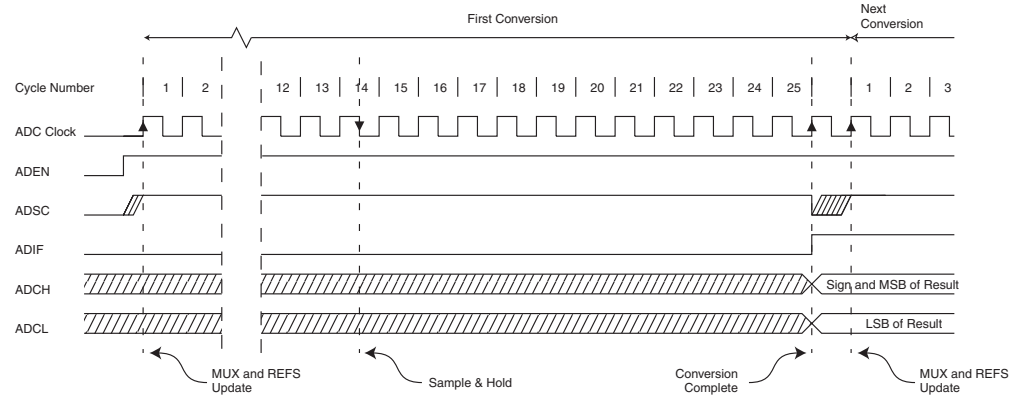 First Conversion
Next
Conversion
Cycle Number 1 2 12 13 14 15 16 17 18 19 20 21 22 23 24 25 1 2 3
ADC Clock
ADEN
ADSC
ADIF
ADCH
Sign and MSB of Result
ADCL
LSB of Result
MUX and REFS
Update
Sample & Hold
Conversion
Complete
MUX and REFS
Update